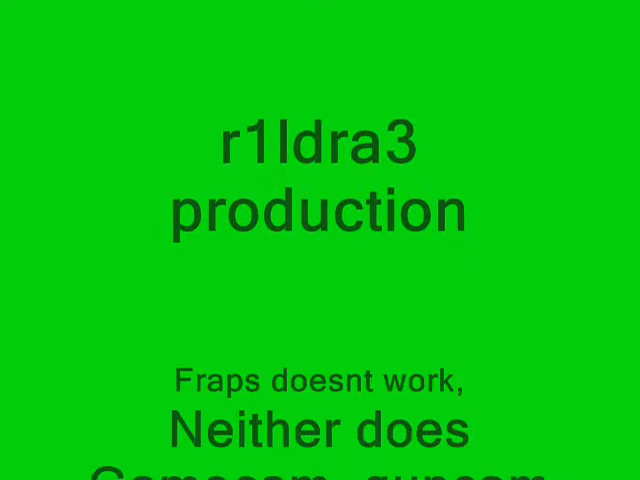 r1ldra3
production
Fraps doesnt work,
Neither does